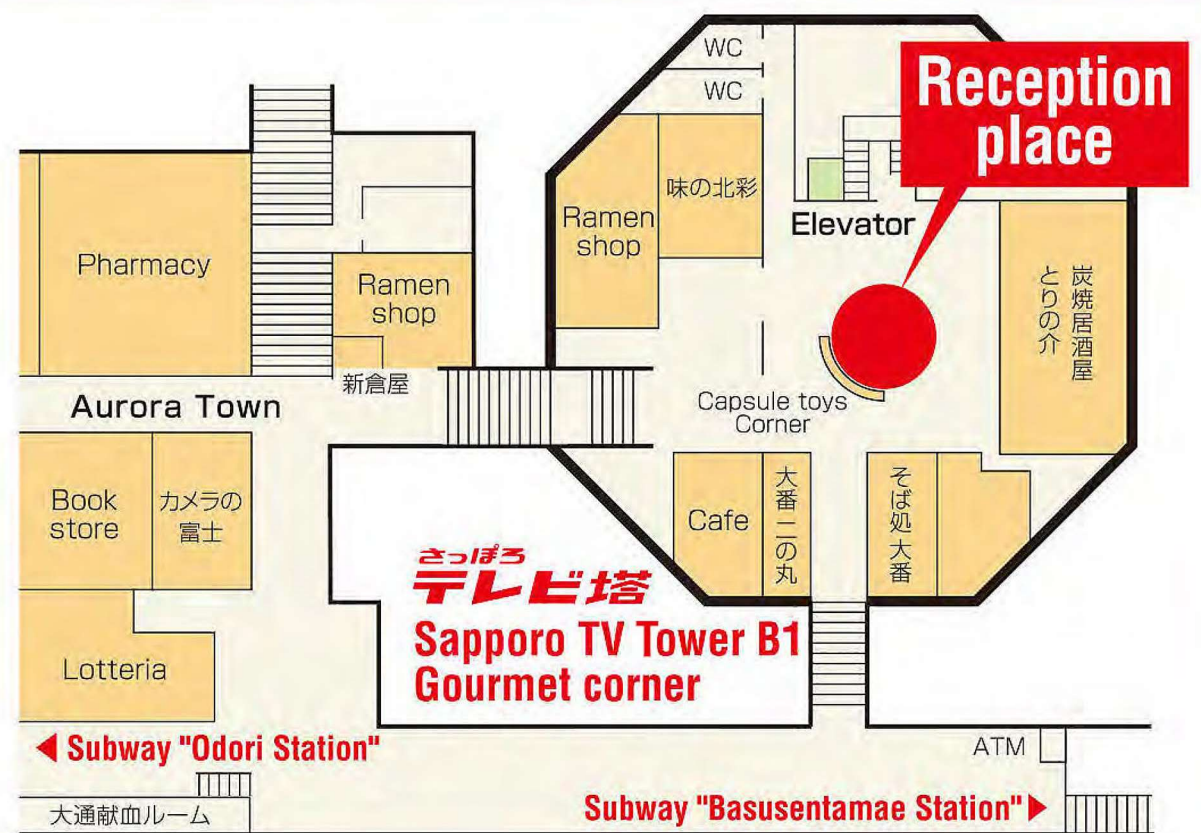 WC
WC
Reception
place
味の北彩
Ramen
shop
Elevator
Pharmacy
Ramen
shop
炭焼居酒屋
とりの介
新倉屋
Aurora Town
Capsule toys
Corner
Book
store
カメラの
富士
Cafe
大番 二の丸
そば処 大番
さっぽろ
テレビ塔
Sapporo TV Tower B1
Gourmet corner
Lotteria
◀ Subway "Odori Station"
ATM
大通献血ルーム
Subway "Basusentamae Station" ▶